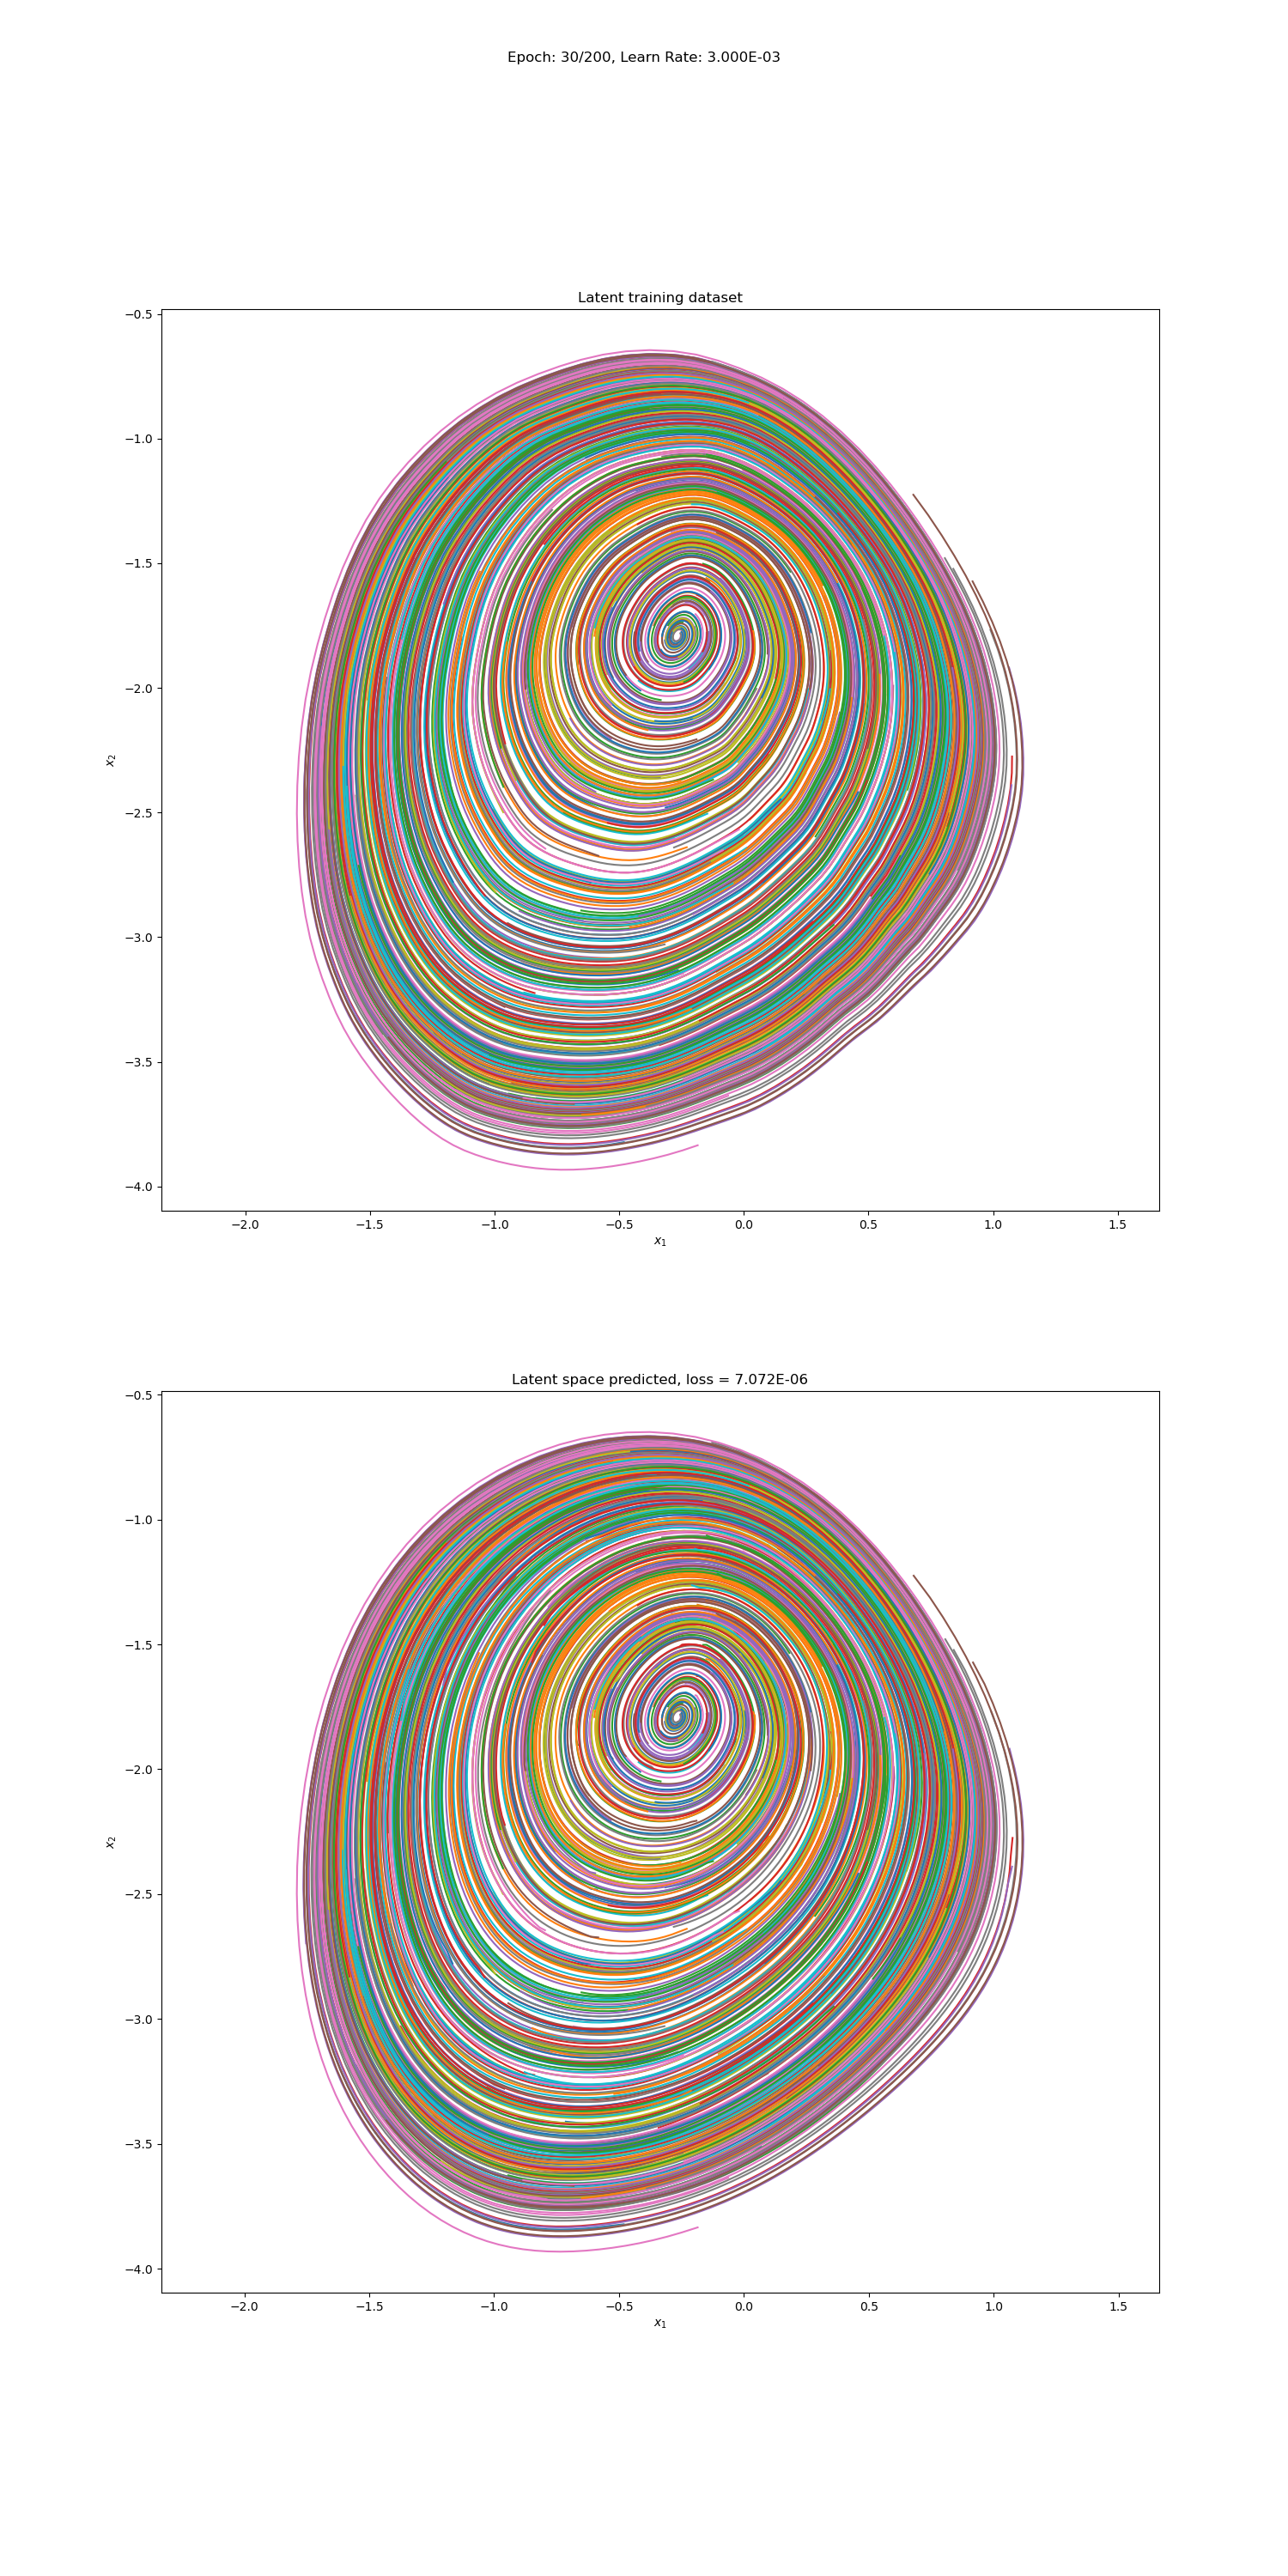 Epoch: 30/200, Learn Rate: 3.000E-03
Latent training dataset
−0.5
−1.0
−1.5
−2.0
−2.5
−3.0
−3.5
−4.0
x₂
−2.0 −1.5 −1.0 −0.5 0.0 0.5 1.0 1.5
x₁
Latent space predicted, loss = 7.072E-06
−0.5
−1.0
−1.5
−2.0
−2.5
−3.0
−3.5
−4.0
x₂
−2.0 −1.5 −1.0 −0.5 0.0 0.5 1.0 1.5
x₁